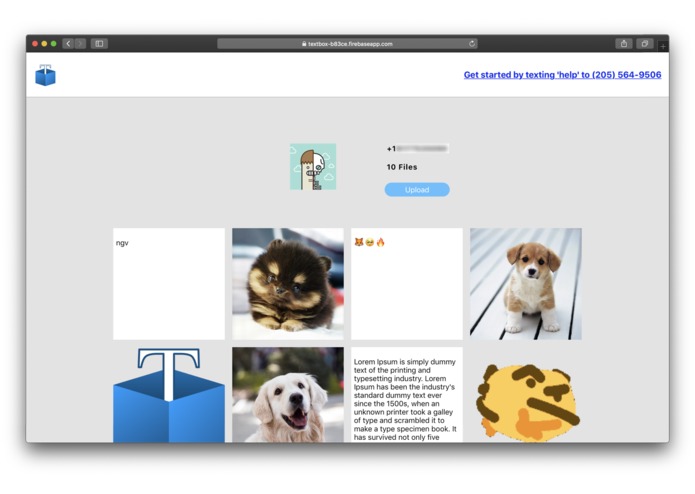 textbox-b83ce.firebaseapp.com
Get started by texting 'help' to (205) 564-9506
+1
10 Files
Upload
ngv
🦊🥹🔥
T
Lorem Ipsum is simply dummy
text of the printing and
typesetting industry. Lorem
Ipsum has been the industry's
standard dummy text ever
since the 1500s, when an
unknown printer took a galley
of type and scrambled it to
make a type specimen book. It
has survived not only five